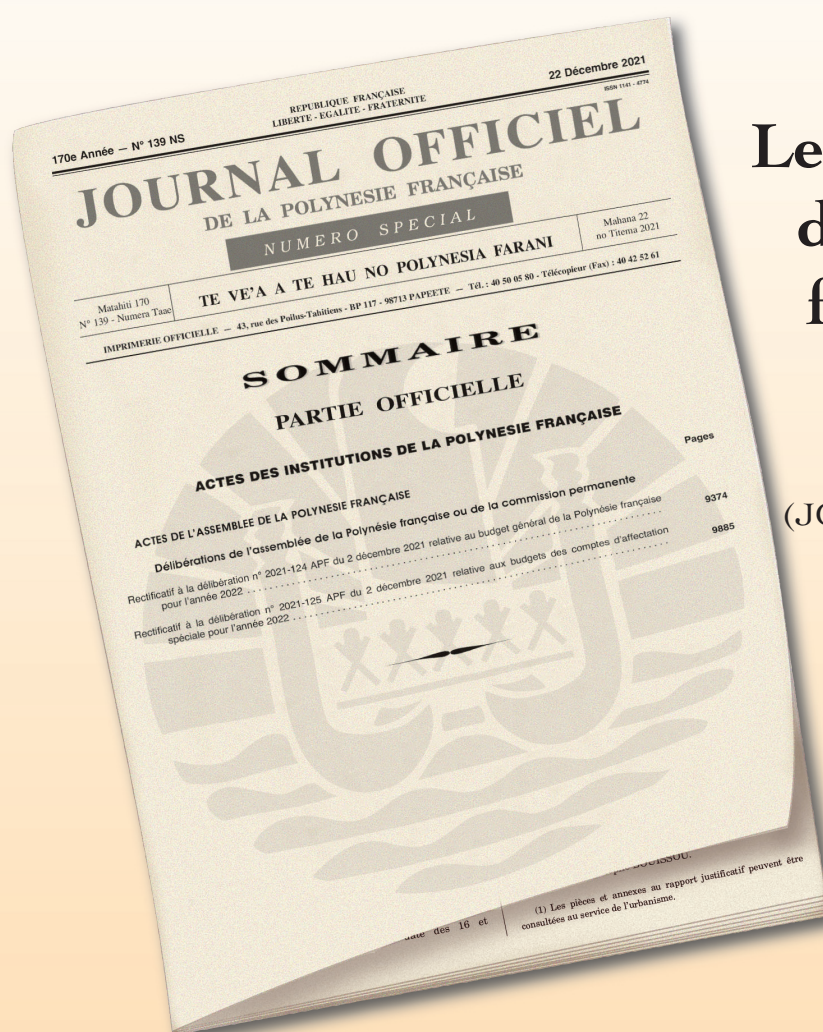 REPUBLIQUE FRANÇAISE
LIBERTE - EGALITE - FRATERNITE
170e Année — N° 139 NS
22 Décembre 2021
ISSN 1141 - 4774
JOURNAL OFFICIEL
DE LA POLYNESIE FRANÇAISE
NUMERO SPECIAL
Matahiti 170
N° 139 - Numera Taae
TE VE'A A TE HAU NO POLYNESIA FARANI
Mahana 22
no Titema 2021
IMPRIMERIE OFFICIELLE — 43, rue des Poilus-Tahitiens - BP 117 - 98713 PAPEETE — Tél. : 40 50 05 80 - Télécopieur (Fax) : 40 42 52 61
SOMMAIRE
PARTIE OFFICIELLE
ACTES DES INSTITUTIONS DE LA POLYNESIE FRANÇAISE
Pages
ACTES DE L'ASSEMBLEE DE LA POLYNESIE FRANÇAISE
Délibérations de l'assemblée de la Polynésie française ou de la commission permanente
Rectificatif à la délibération n° 2021-124 APF du 2 décembre 2021 relative au budget général de la Polynésie française
pour l'année 2022 . . . . . . . . . . 9374
Rectificatif à la délibération n° 2021-125 APF du 2 décembre 2021 relative aux budgets des comptes d'affectation
spéciale pour l'année 2022 . . . . . . . . . . 9885
des 16 et
(1) Les pièces et annexes au rapport justificatif peuvent être
consultées au service de l'urbanisme.
Le
d
f
(JO